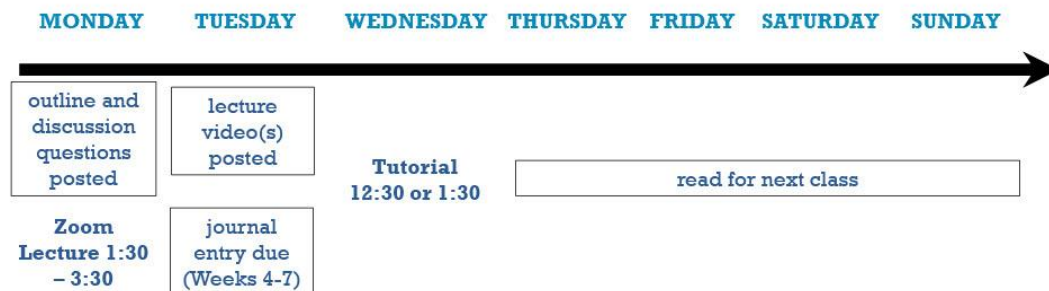 MONDAY TUESDAY WEDNESDAY THURSDAY FRIDAY SATURDAY SUNDAY
outline and
discussion
questions
posted
Zoom
Lecture 1:30
– 3:30
lecture
video(s)
posted
journal
entry due
(Weeks 4-7)
Tutorial
12:30 or 1:30
read for next class